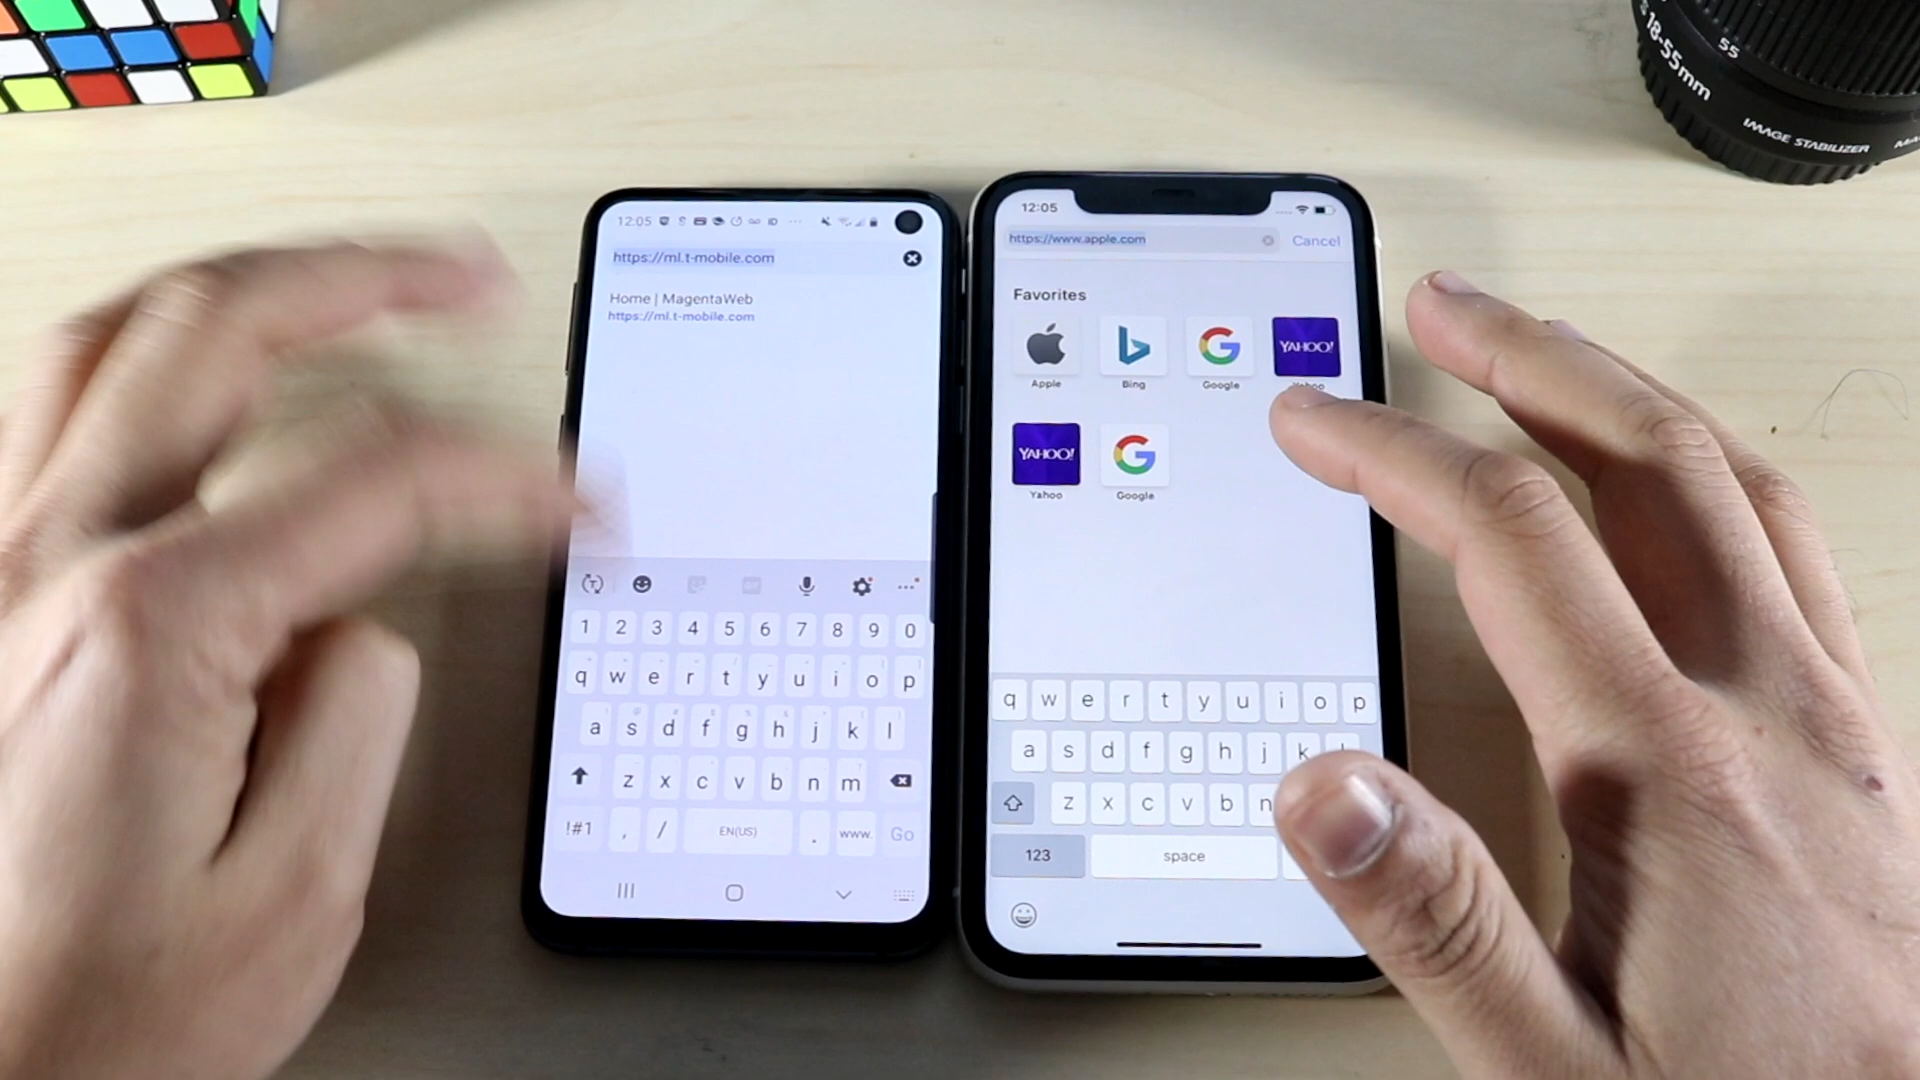 18-55mm
55
IMAGE STABILIZER
12:05
https://ml.t-mobile.com
Home | MagentaWeb
https://ml.t-mobile.com
1 2 3 4 5 6 7 8 9 0
q w e r t y u i o p
a s d f g h j k l
z x c v b n m
!#1 , / EN(US) . www. Go
12:05
https://www.apple.com
Cancel
Favorites
YAHOO!
Apple Bing Google Yahoo
YAHOO!
Yahoo Google
q w e r t y u i o p
a s d f g h j k
z x c v b n
123 space